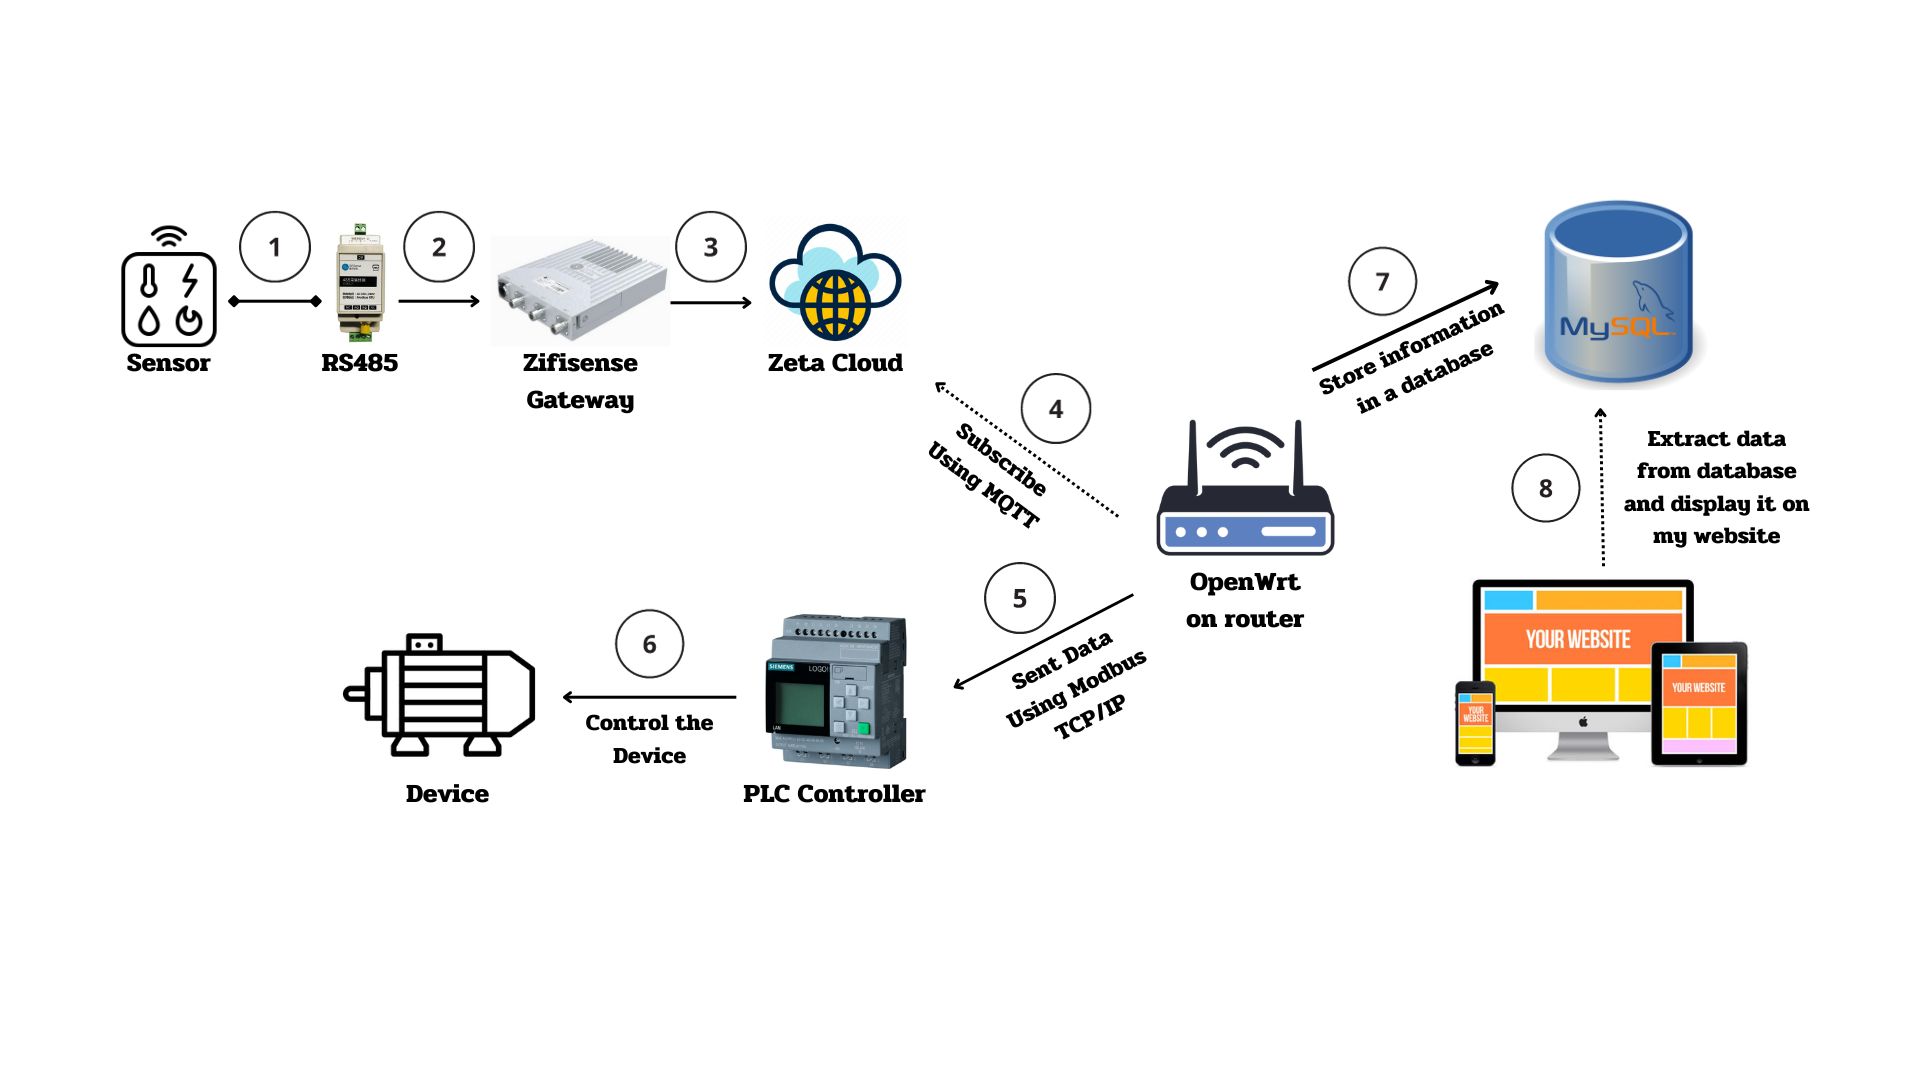 1
2
3
Sensor
RS485
Zifisense
Gateway
Zeta Cloud
4
Subscribe
Using MQTT
5
Sent Data
Using Modbus
TCP/IP
6
Control the
Device
Device
SIEMENS
LOGO!
PLC Controller
OpenWrt
on router
7
Store information
in a database
MySQL
8
Extract data
from database
and display it on
my website
YOUR WEBSITE
YOUR
WEBSITE
YOUR WEBSITE